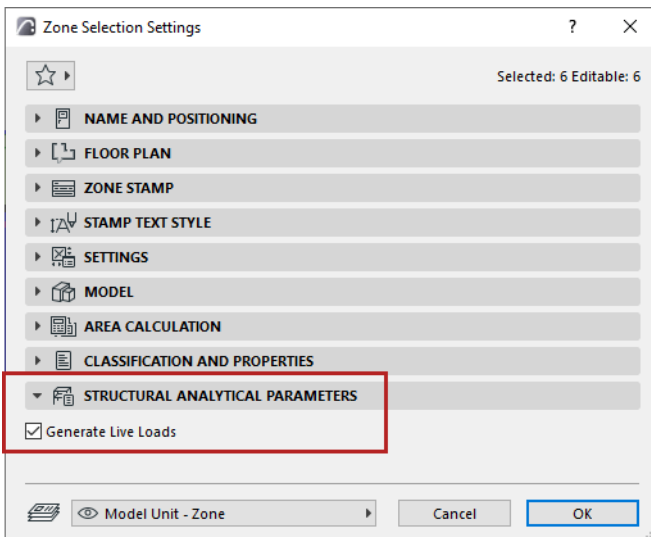 Zone Selection Settings
?
Selected: 6 Editable: 6
NAME AND POSITIONING
FLOOR PLAN
ZONE STAMP
STAMP TEXT STYLE
SETTINGS
MODEL
AREA CALCULATION
CLASSIFICATION AND PROPERTIES
STRUCTURAL ANALYTICAL PARAMETERS
Generate Live Loads
Model Unit - Zone
Cancel
OK